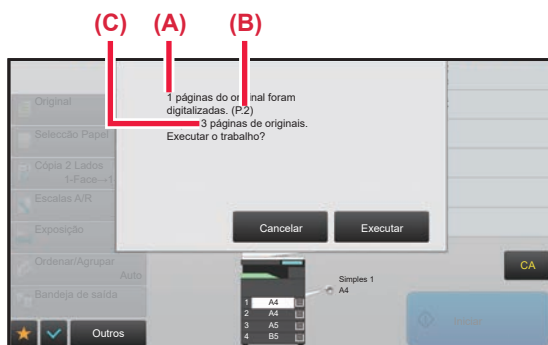 (C) (A) (B)
1 páginas do original foram
digitalizadas. (P.2)
3 páginas de originais.
Executar o trabalho?
Cancelar Executar
Original
Selecção Papel
Cópia 2 Lados
1-Face→1
Escalas A/R
Exposição
Ordenar/Agrupar
Auto
Bandeja de saída
Outros
Simples 1
A4
1 A4
2 A4
3 A5
4 B5
CA
Iniciar